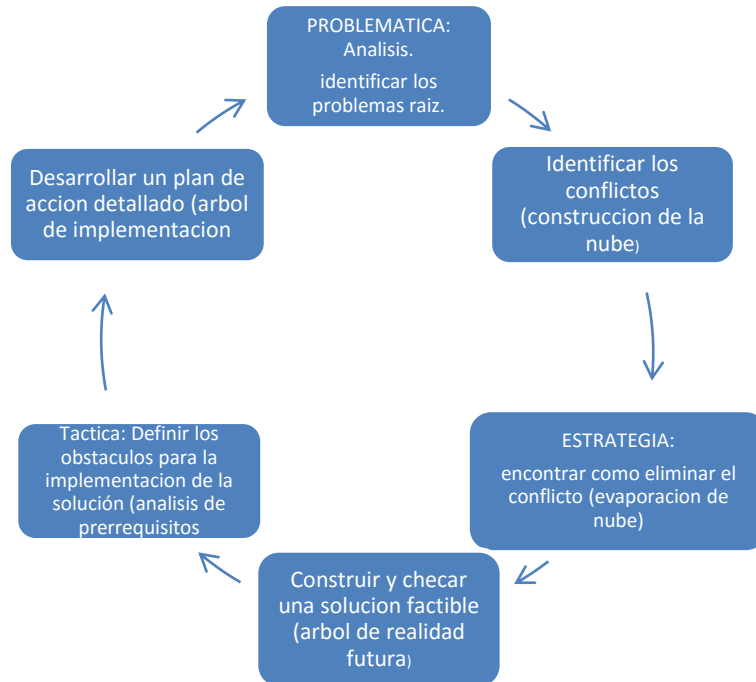 PROBLEMATICA:
Analisis.
identificar los
problemas raiz.
Identificar los
conflictos
(construccion de la
nube)
ESTRATEGIA:
encontrar como eliminar el
conflicto (evaporacion de
nube)
Construir y checar
una solucion factible
(arbol de realidad
futura)
Tactica: Definir los
obstaculos para la
implementacion de la
solución (analisis de
prerrequisitos
Desarrollar un plan de
accion detallado (arbol
de implementacion